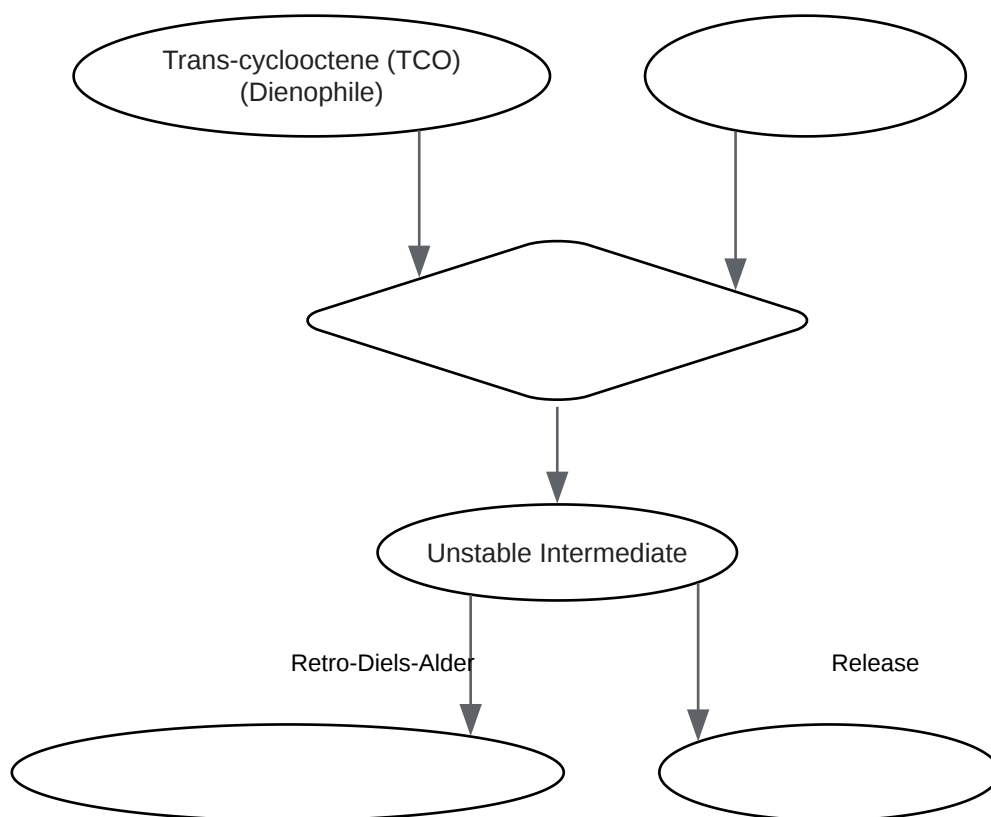 Trans-cyclooctene (TCO)
(Dienophile)
Unstable Intermediate
Retro-Diels-Alder
Release